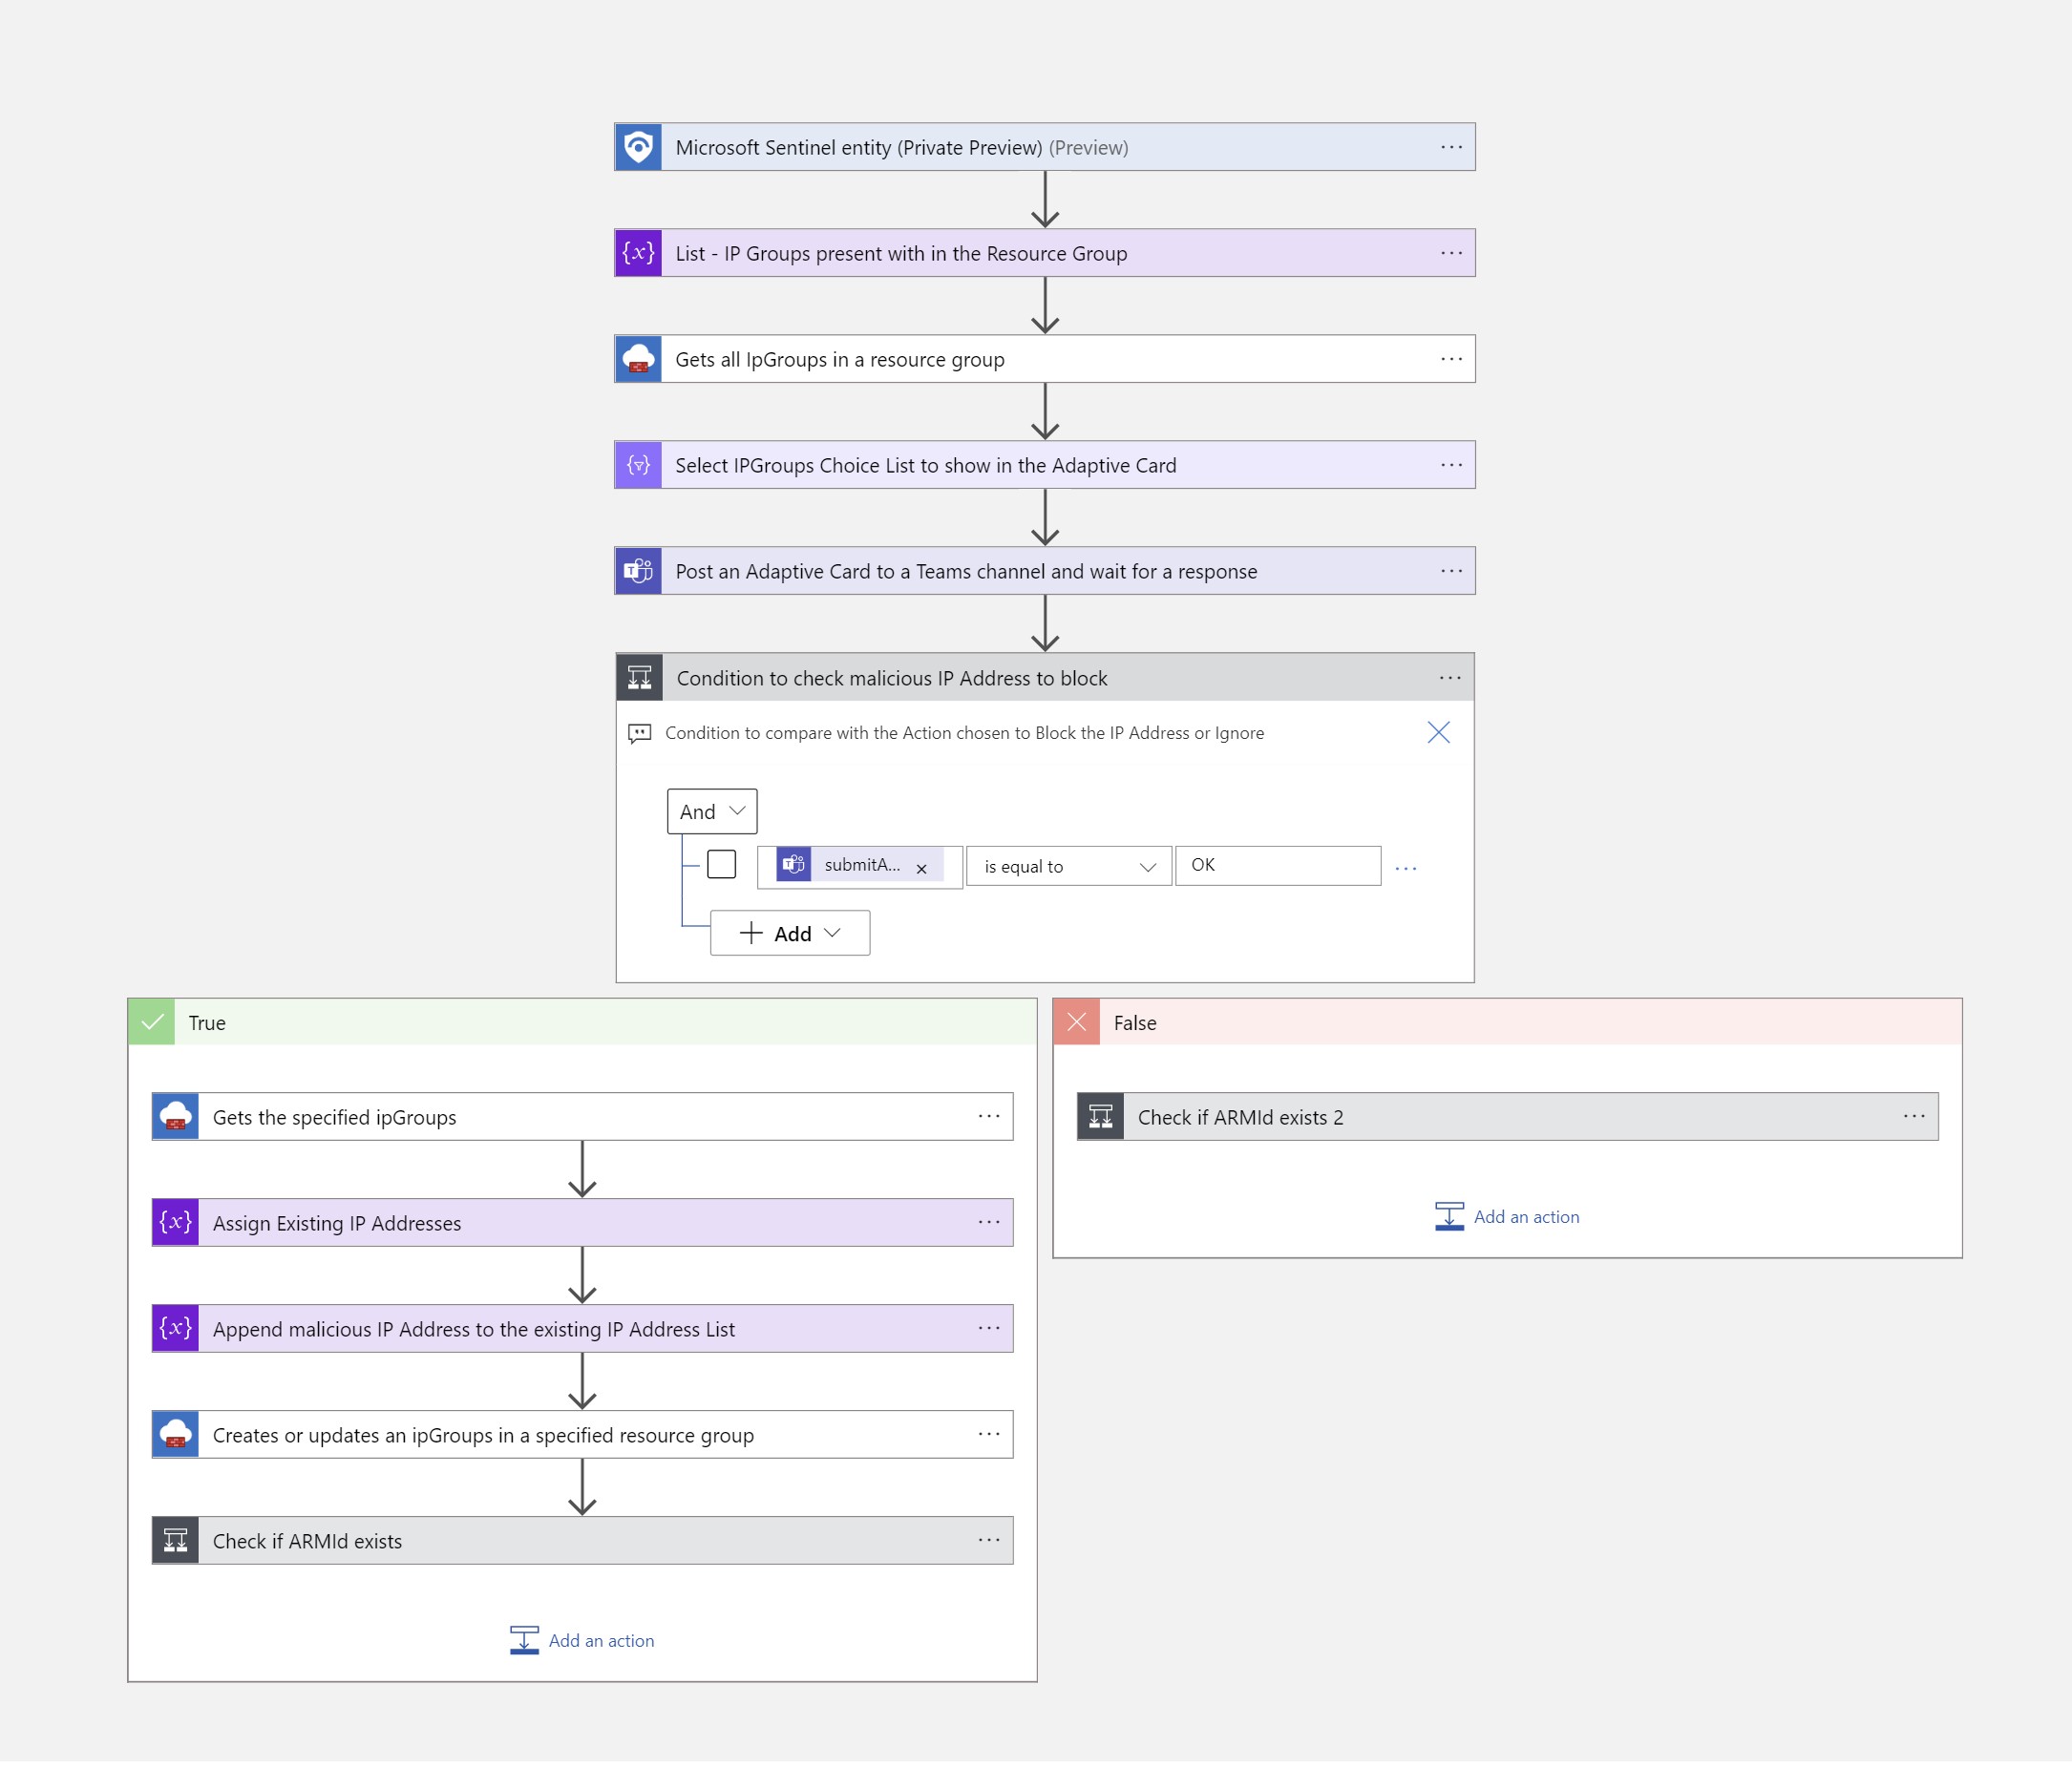 Microsoft Sentinel entity (Private Preview) (Preview)
{x} List - IP Groups present with in the Resource Group
Gets all IpGroups in a resource group
Select IPGroups Choice List to show in the Adaptive Card
T Post an Adaptive Card to a Teams channel and wait for a response
Condition to check malicious IP Address to block
Condition to compare with the Action chosen to Block the IP Address or Ignore
And
submitA... × is equal to OK
+ Add
True
Gets the specified ipGroups
{x} Assign Existing IP Addresses
{x} Append malicious IP Address to the existing IP Address List
Creates or updates an ipGroups in a specified resource group
Check if ARMId exists
Add an action
False
Check if ARMId exists 2
Add an action